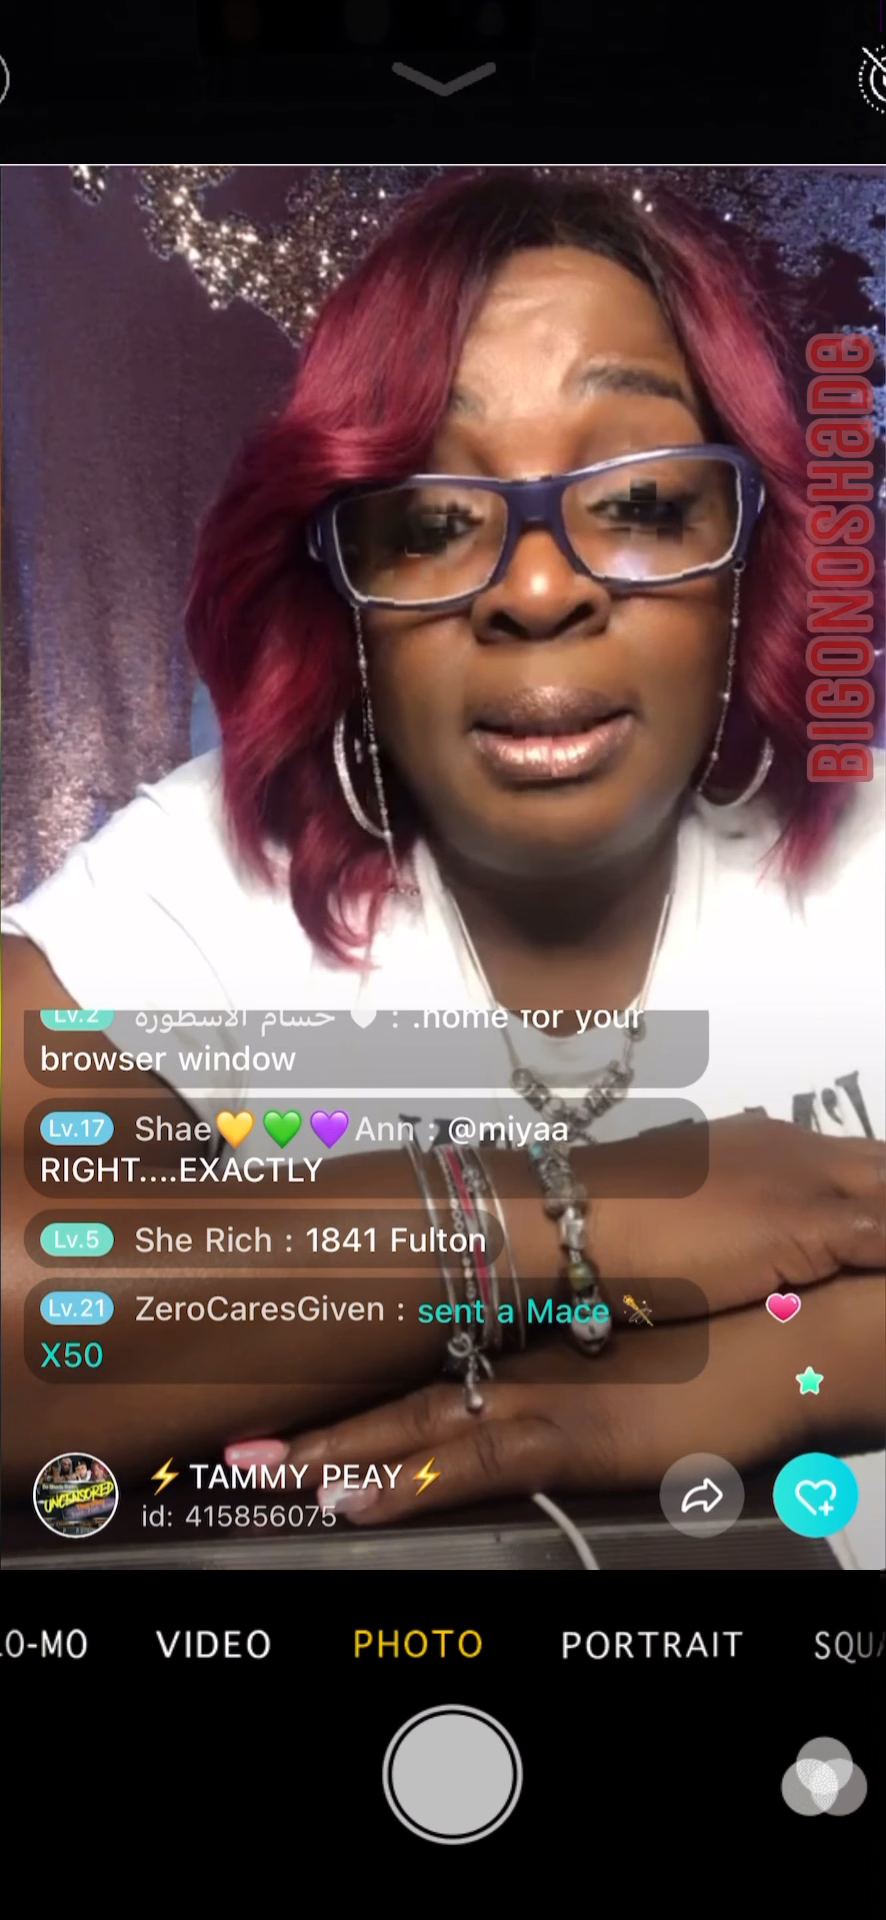 BIGONOSHADE
Lv.2 حسام الاسطورة 🤍 : .home for your
browser window
Lv.17 Shae💛💚💜Ann : @miyaa
RIGHT....EXACTLY
Lv.5 She Rich : 1841 Fulton
Lv.21 ZeroCaresGiven : sent a Mace
X50
UNCENSORED
⚡TAMMY PEAY⚡
id: 415856075
LO-MO VIDEO PHOTO PORTRAIT SQUA